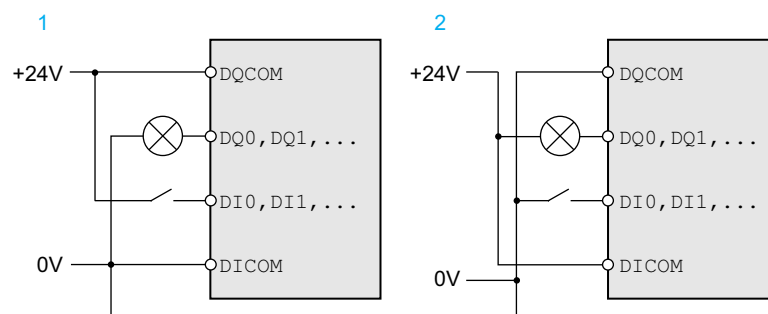 1
+24V
DQCOM
DQ0,DQ1,...
DI0,DI1,...
0V
DICOM
2
+24V
DQCOM
DQ0,DQ1,...
DI0,DI1,...
DICOM
0V